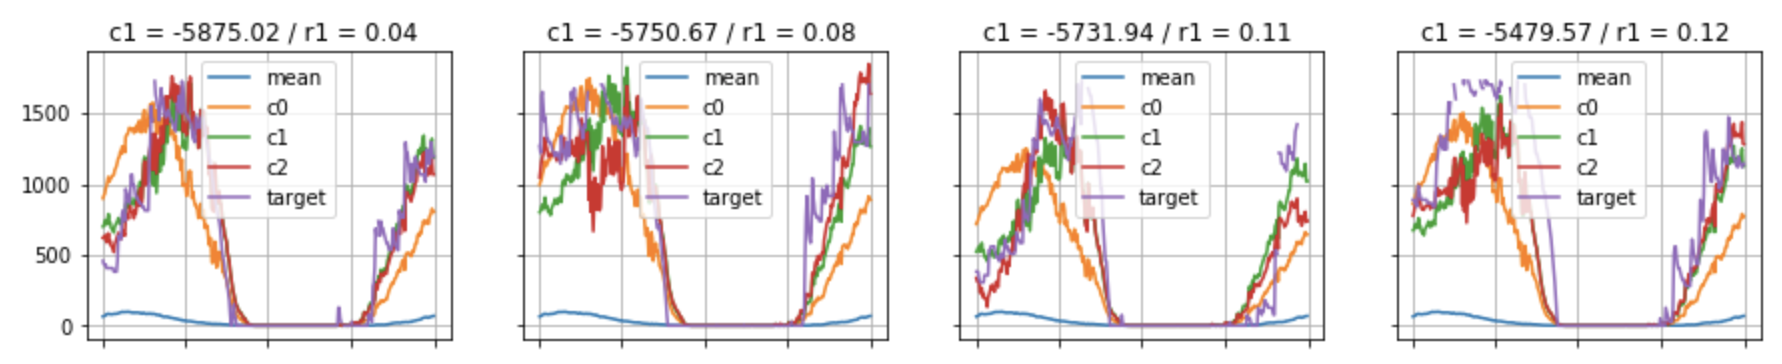 c1 = -5875.02 / r1 = 0.04
c1 = -5750.67 / r1 = 0.08
c1 = -5731.94 / r1 = 0.11
c1 = -5479.57 / r1 = 0.12
1500
1000
500
0
mean
c0
c1
c2
target
mean
c0
c1
c2
target
mean
c0
c1
c2
target
mean
c0
c1
c2
target